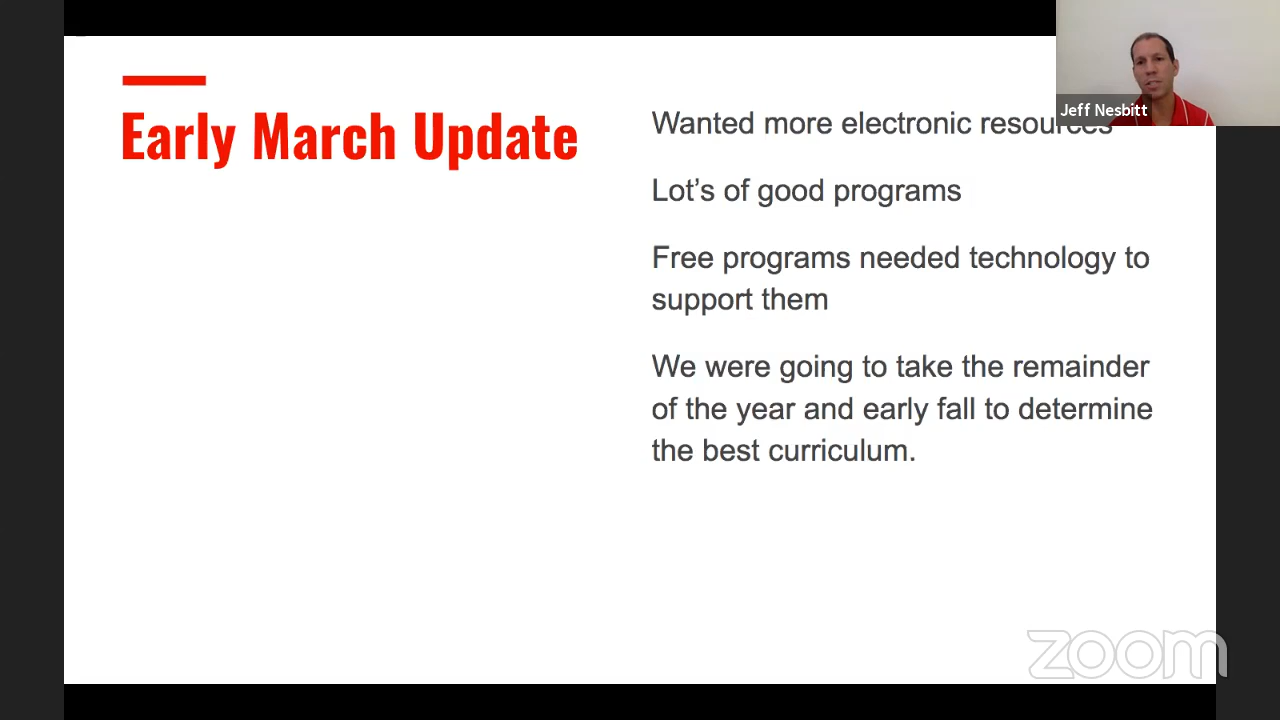 Early March Update
Wanted more electronic resources
Lot's of good programs
Free programs needed technology to
support them
We were going to take the remainder
of the year and early fall to determine
the best curriculum.
Jeff Nesbitt
zoom